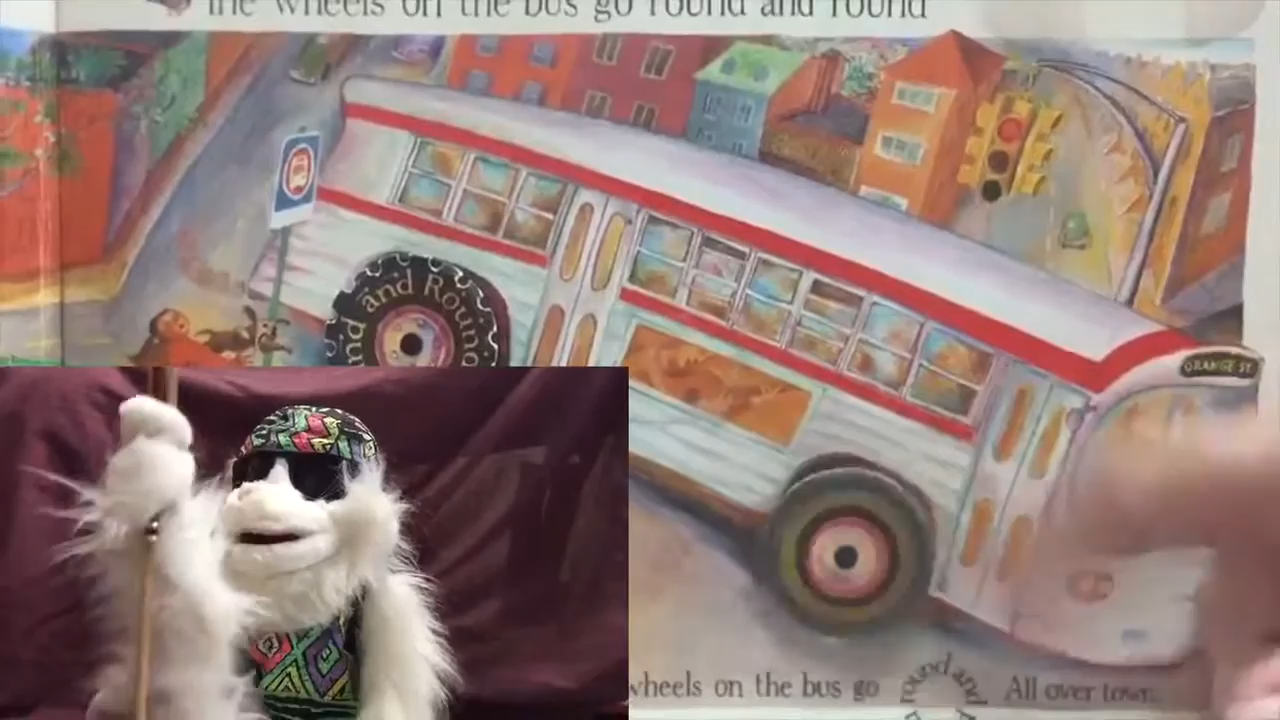 the wheels on the bus go round and round
and Round
ORANGE ST.
wheels on the bus go round and All over town.